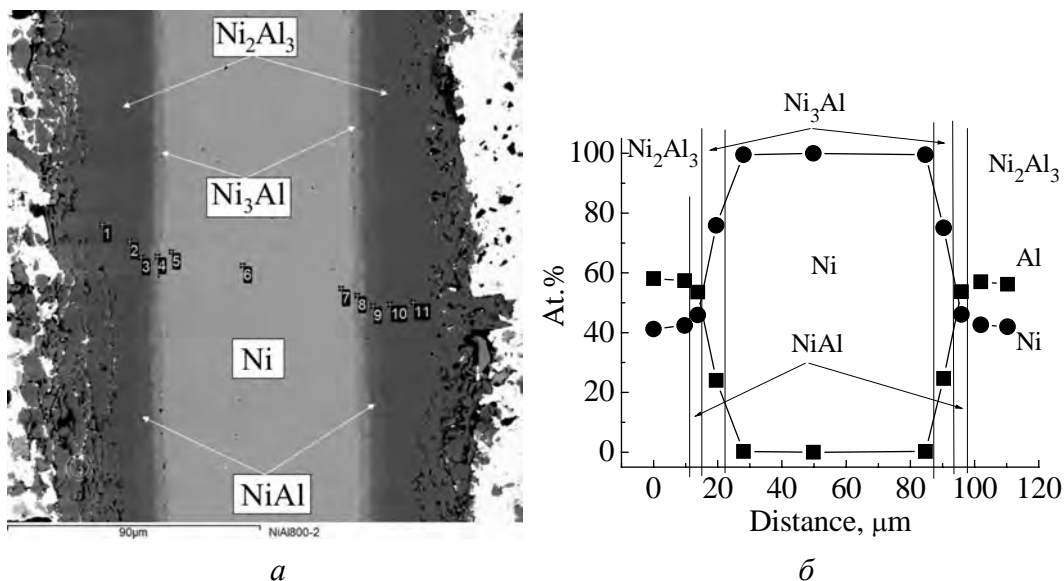 Ni₂Al₃
1
2
3
4
5
6
7
8
9
10
11
Ni₃Al
Ni
NiAl
90µm
NiAl800-2
а
Ni₃Al
Ni₂Al₃
Ni₂Al₃
100
80
60
40
20
0
At.%
Ni
Al
Ni
NiAl
0 20 40 60 80 100 120
Distance, µm
б